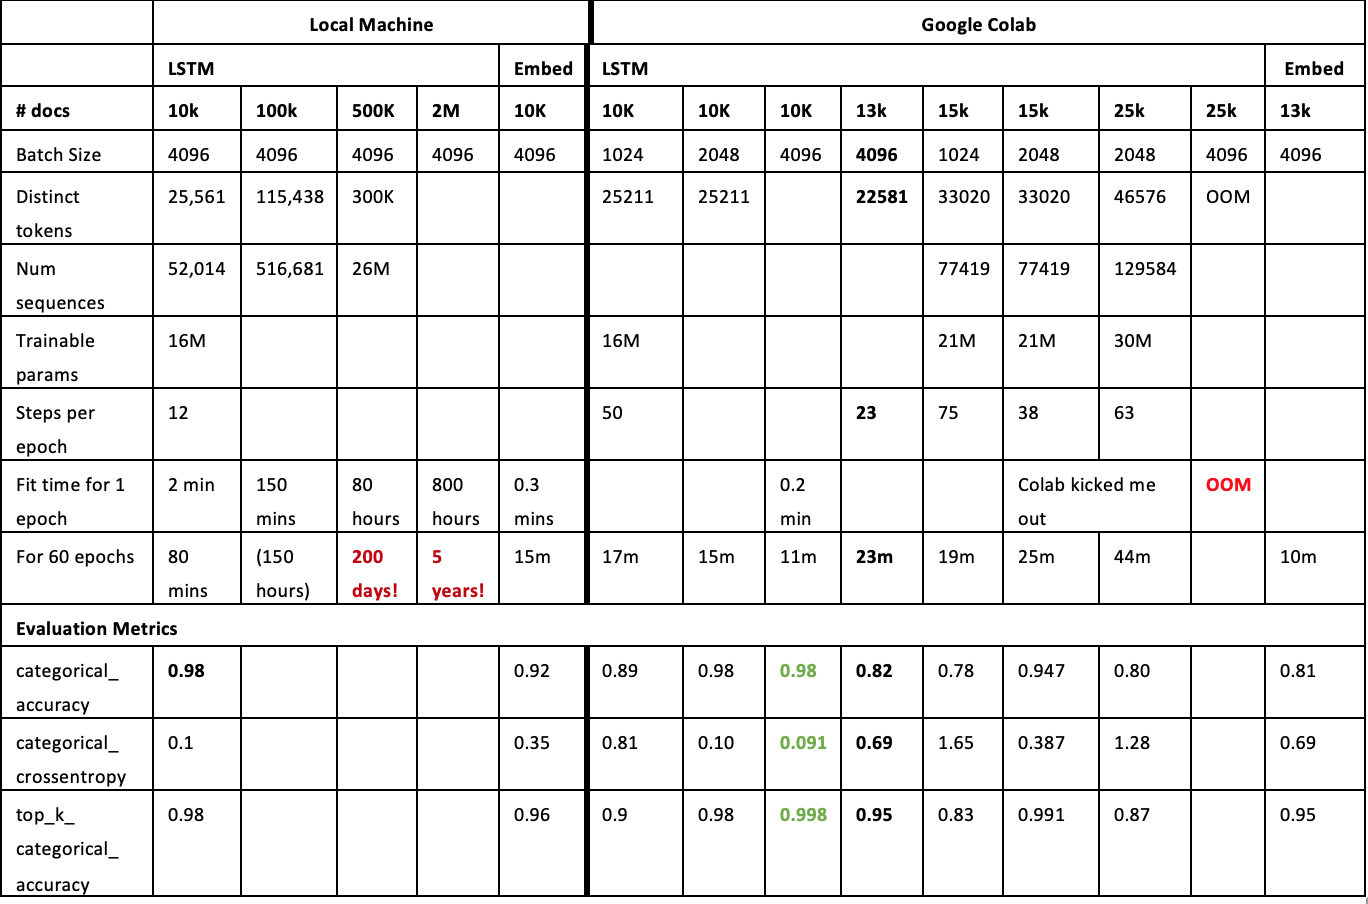 Local Machine Google Colab
LSTM Embed LSTM Embed
# docs 10k 100k 500K 2M 10K 10K 10K 10K 13k 15k 15k 25k 25k 13k
Batch Size 4096 4096 4096 4096 4096 1024 2048 4096 4096 1024 2048 2048 4096 4096
Distinct 25,561 115,438 300K 25211 25211 22581 33020 33020 46576 OOM
tokens
Num 52,014 516,681 26M 77419 77419 129584
sequences
Trainable 16M 16M 21M 21M 30M
params
Steps per 12 50 23 75 38 63
epoch
Fit time for 1 2 min 150 80 800 0.3 0.2 Colab kicked me OOM
epoch mins hours hours mins min out
For 60 epochs 80 (150 200 5 15m 17m 15m 11m 23m 19m 25m 44m 10m
mins hours) days! years!
Evaluation Metrics
categorical_ 0.98 0.92 0.89 0.98 0.98 0.82 0.78 0.947 0.80 0.81
accuracy
categorical_ 0.1 0.35 0.81 0.10 0.091 0.69 1.65 0.387 1.28 0.69
crossentropy
top_k_ 0.98 0.96 0.9 0.98 0.998 0.95 0.83 0.991 0.87 0.95
categorical_
accuracy